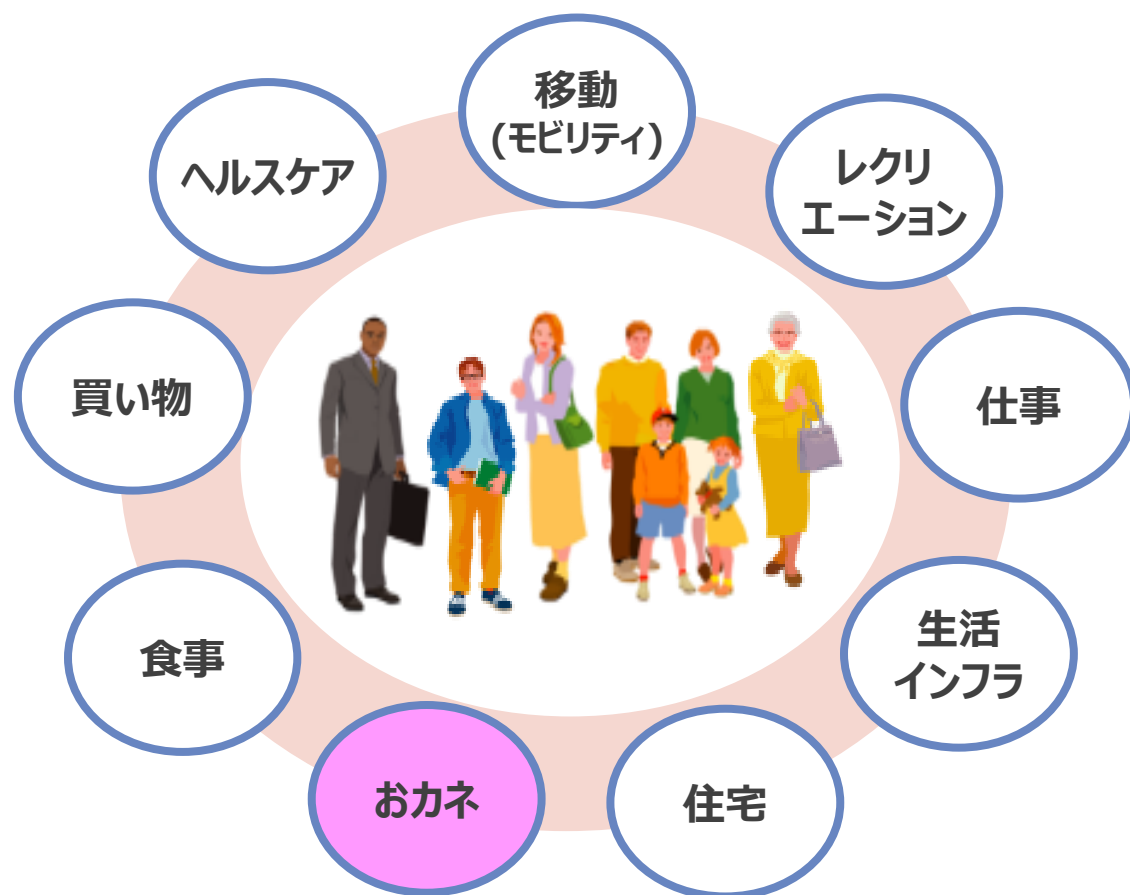 移動
(モビリティ)
レクリ
エーション
仕事
生活
インフラ
住宅
おカネ
食事
買い物
ヘルスケア